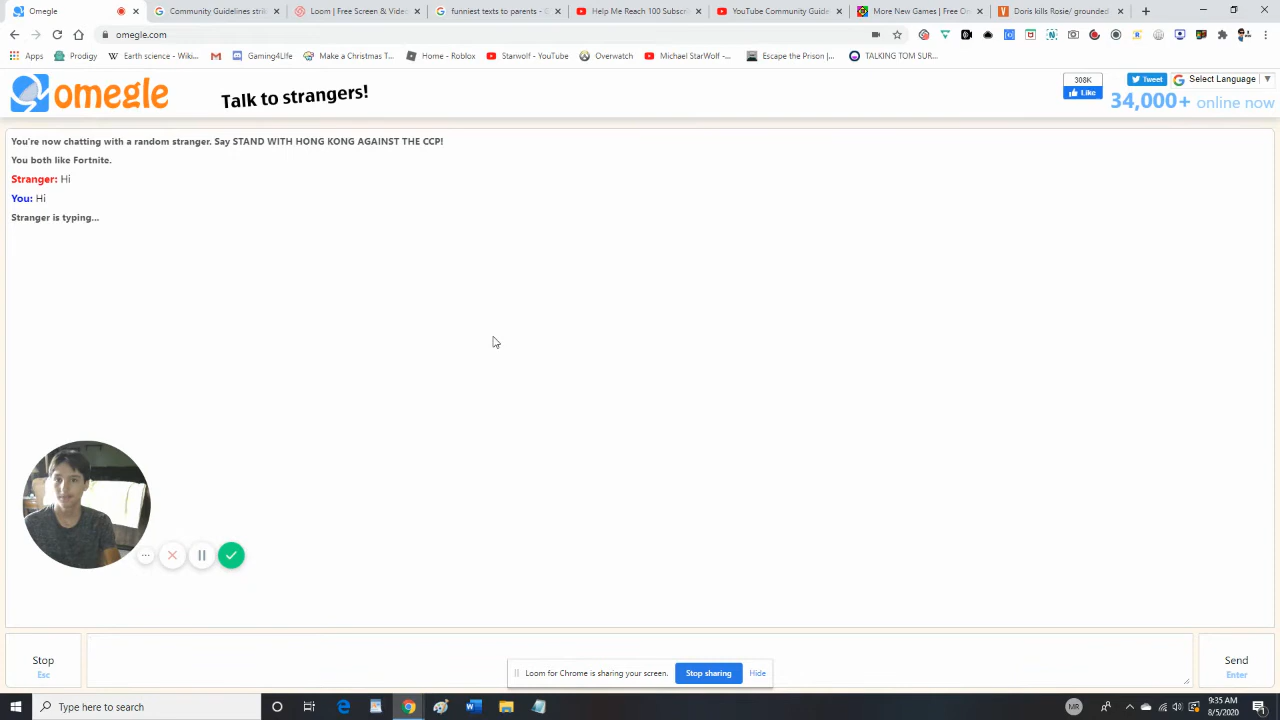 Omegle
Community Guidelines stri
Loom | Free Screen & Video
funnest texts to parents - G
Help Me Reach 100 Subscr
YouTube Community Guide
More New Games | Free O
Doris kills Rosie/ grounded
omegle.com
Apps
Prodigy
Earth science - Wiki...
Gaming4Life
Make a Christmas T...
Home - Roblox
Starwolf - YouTube
Overwatch
Michael StarWolf -...
Escape the Prison |...
TALKING TOM SUR...
omegle
Talk to strangers!
308K
Like
Tweet
Select Language
34,000+ online now
You're now chatting with a random stranger. Say STAND WITH HONG KONG AGAINST THE CCP!
You both like Fortnite.
Stranger: Hi
You: Hi
Stranger is typing...
Stop
Esc
Loom for Chrome is sharing your screen.
Stop sharing
Hide
Send
Enter
Type here to search
MR
9:35 AM
8/5/2020